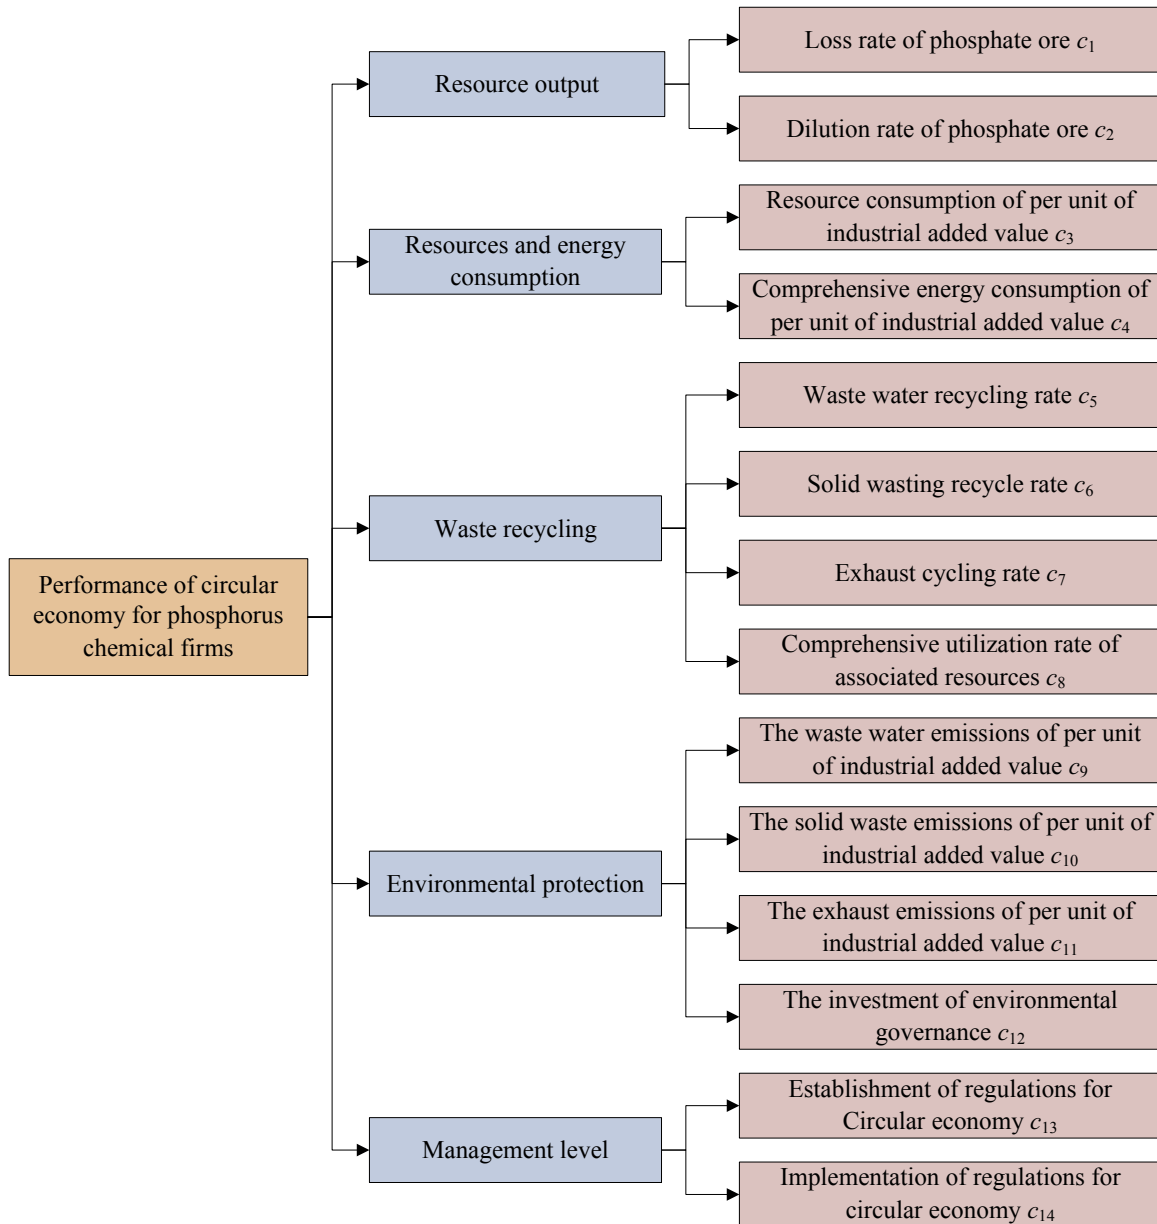 Performance of circular
economy for phosphorus
chemical firms
Resource output
Loss rate of phosphate ore c₁
Dilution rate of phosphate ore c₂
Resources and energy
consumption
Resource consumption of per unit of
industrial added value c₃
Comprehensive energy consumption of
per unit of industrial added value c₄
Waste recycling
Waste water recycling rate c₅
Solid wasting recycle rate c₆
Exhaust cycling rate c₇
Comprehensive utilization rate of
associated resources c₈
Environmental protection
The waste water emissions of per unit
of industrial added value c₉
The solid waste emissions of per unit of
industrial added value c₁₀
The exhaust emissions of per unit of
industrial added value c₁₁
The investment of environmental
governance c₁₂
Management level
Establishment of regulations for
Circular economy c₁₃
Implementation of regulations for
circular economy c₁₄